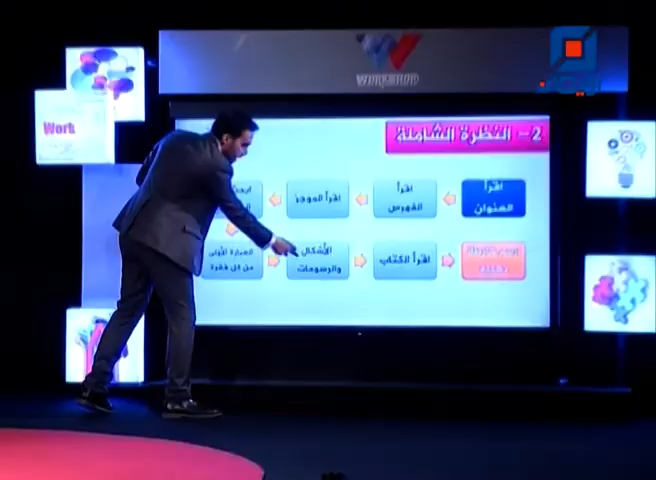 WORKSHOP
Work
2- النظرة الشاملة
اقرأ العنوان
اقرأ الفهرس
اقرأ الموجز
العبارة الأولى من كل فقرة
الأشكال والرسومات
اقرأ الكتاب